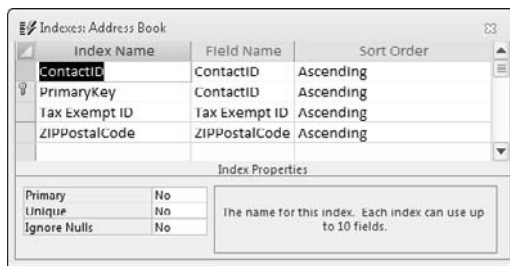 Indexes: Address Book
Index Name Field Name Sort Order
ContactID ContactID Ascending
PrimaryKey ContactID Ascending
Tax Exempt ID Tax Exempt ID Ascending
ZIPPostalCode ZIPPostalCode Ascending
Index Properties
Primary No
Unique No
Ignore Nulls No
The name for this index. Each index can use up
to 10 fields.